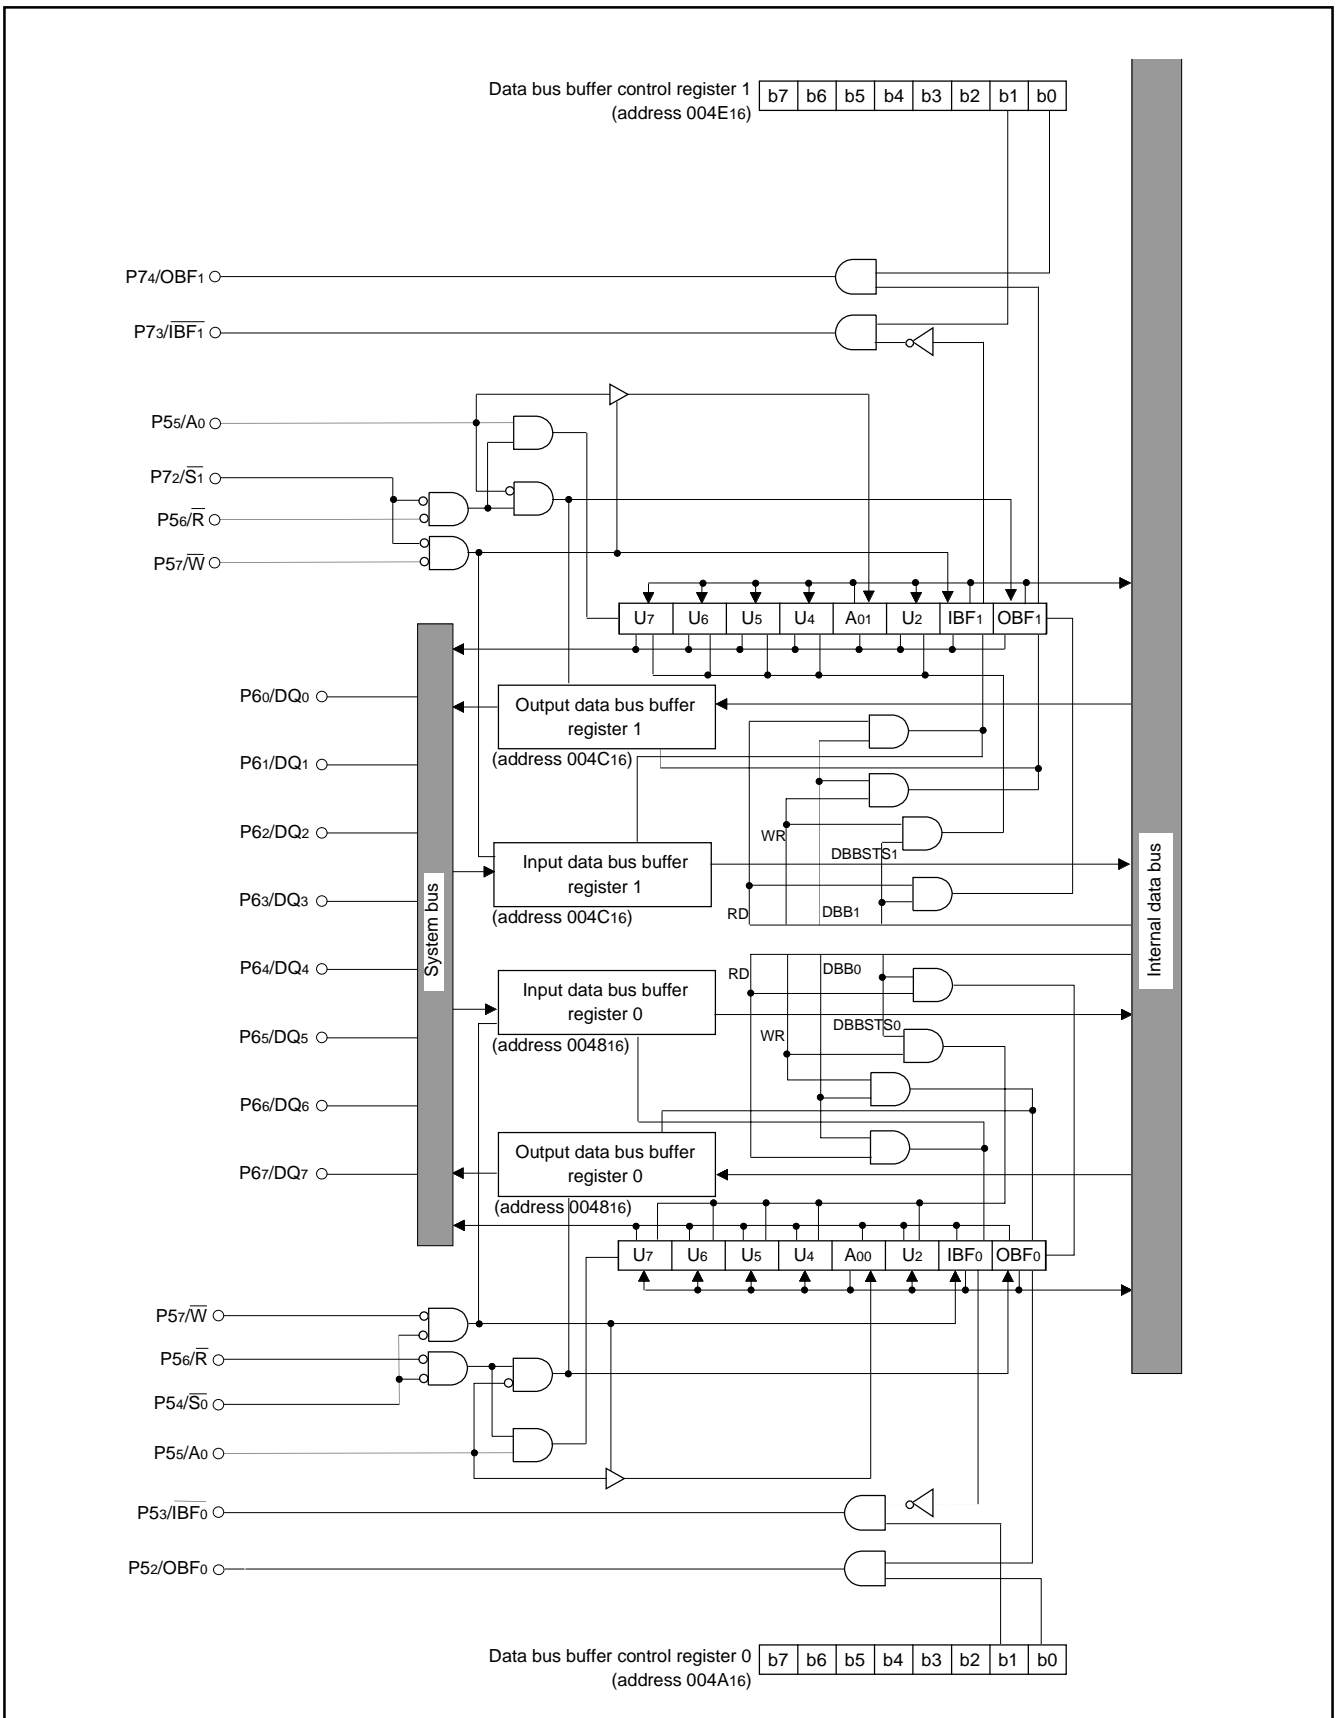 Data bus buffer control register 1
(address 004E16)
b7 b6 b5 b4 b3 b2 b1 b0
P74/OBF1
P73/IBF1
P55/A0
P72/S1
P56/R
P57/W
U7 U6 U5 U4 A01 U2 IBF1 OBF1
P60/DQ0
P61/DQ1
P62/DQ2
P63/DQ3
P64/DQ4
P65/DQ5
P66/DQ6
P67/DQ7
System bus
Output data bus buffer
register 1
(address 004C16)
WR
DBBSTS1
Input data bus buffer
register 1
(address 004C16)
RD
DBB1
Internal data bus
RD
DBB0
Input data bus buffer
register 0
(address 004816)
DBBSTS0
WR
Output data bus buffer
register 0
(address 004816)
U7 U6 U5 U4 A00 U2 IBF0 OBF0
P57/W
P56/R
P54/S0
P55/A0
P53/IBF0
P52/OBF0
Data bus buffer control register 0
(address 004A16)
b7 b6 b5 b4 b3 b2 b1 b0